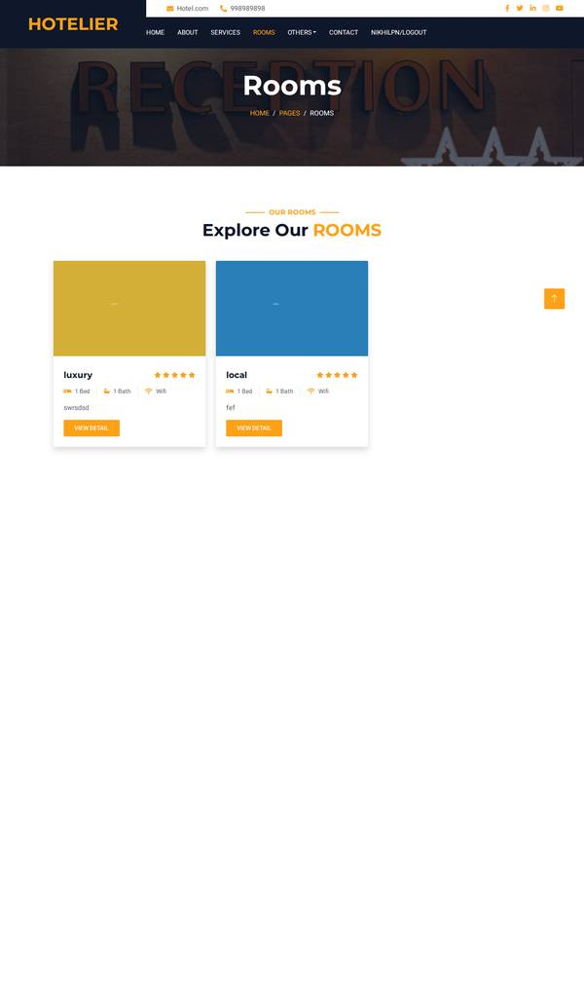 HOTELIER
Hotel.com 998989898
HOME ABOUT SERVICES ROOMS OTHERS CONTACT NIKHILPN/LOGOUT
RECEPTION
Rooms
HOME / PAGES / ROOMS
OUR ROOMS
Explore Our ROOMS
luxury
1 Bed 1 Bath Wifi
swrsdsd
VIEW DETAIL
local
1 Bed 1 Bath Wifi
fef
VIEW DETAIL